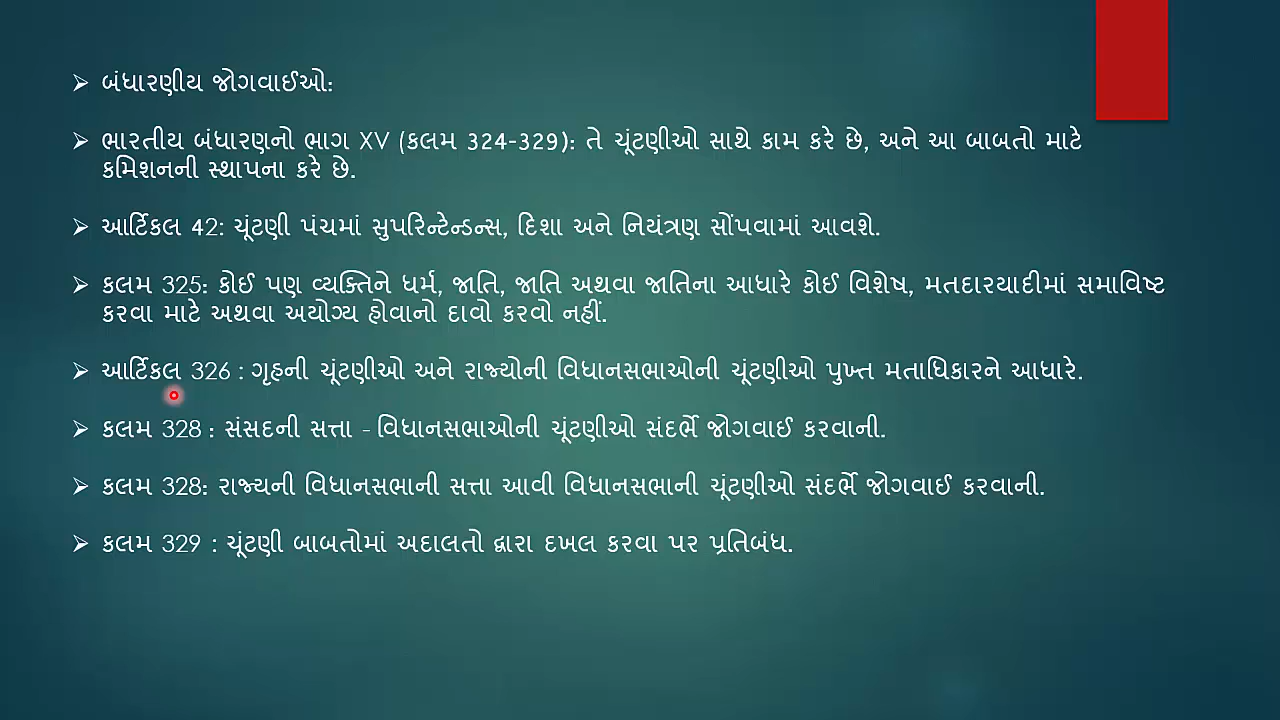 ➢ બંધારણીય જોગવાઈઓ:
➢ ભારતીય બંધારણનો ભાગ XV (કલમ 324-329): તે ચૂંટણીઓ સાથે કામ કરે છે, અને આ બાબતો માટે
કમિશનની સ્થાપના કરે છે.
➢ આર્ટિકલ 42: ચૂંટણી પંચમાં સુપરિન્ટેન્ડન્સ, દિશા અને નિયંત્રણ સોંપવામાં આવશે.
➢ કલમ 325: કોઈ પણ વ્યક્તિને ધર્મ, જાતિ, જાતિ અથવા જાતિના આધારે કોઈ વિશેષ, મતદારયાદીમાં સમાવિષ્ટ
કરવા માટે અથવા અયોગ્ય હોવાનો દાવો કરવો નહીં.
➢ આર્ટિકલ 326 : ગૃહની ચૂંટણીઓ અને રાજ્યોની વિધાનસભાઓની ચૂંટણીઓ પુખ્ત મતાધિકારને આધારે.
➢ કલમ 328 : સંસદની સત્તા - વિધાનસભાઓની ચૂંટણીઓ સંદર્ભે જોગવાઈ કરવાની.
➢ કલમ 328: રાજ્યની વિધાનસભાની સત્તા આવી વિધાનસભાની ચૂંટણીઓ સંદર્ભે જોગવાઈ કરવાની.
➢ કલમ 329 : ચૂંટણી બાબતોમાં અદાલતો દ્વારા દખલ કરવા પર પ્રતિબંધ.